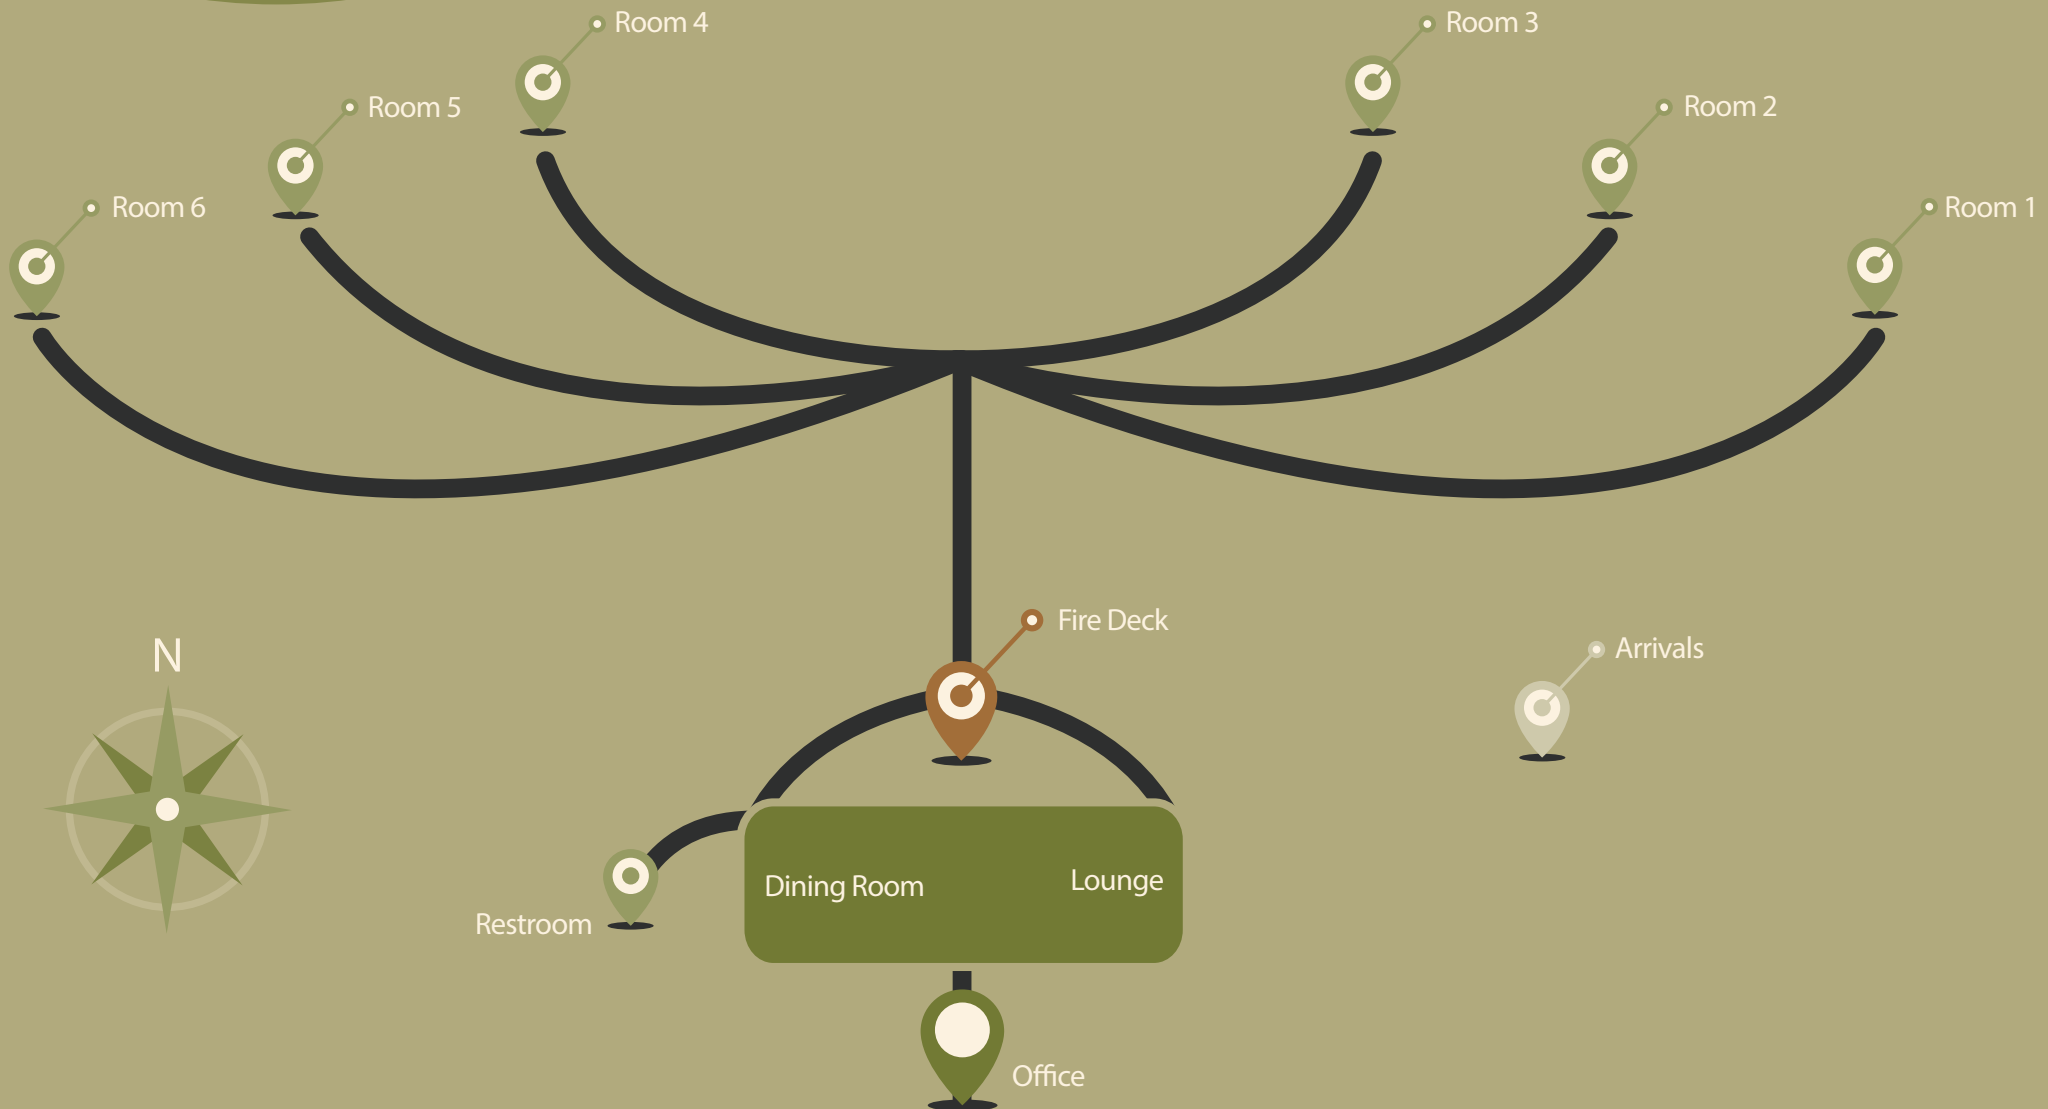 Room 4
Room 3
Room 5
Room 2
Room 6
Room 1
Fire Deck
N
Arrivals
Dining Room
Lounge
Restroom
Office